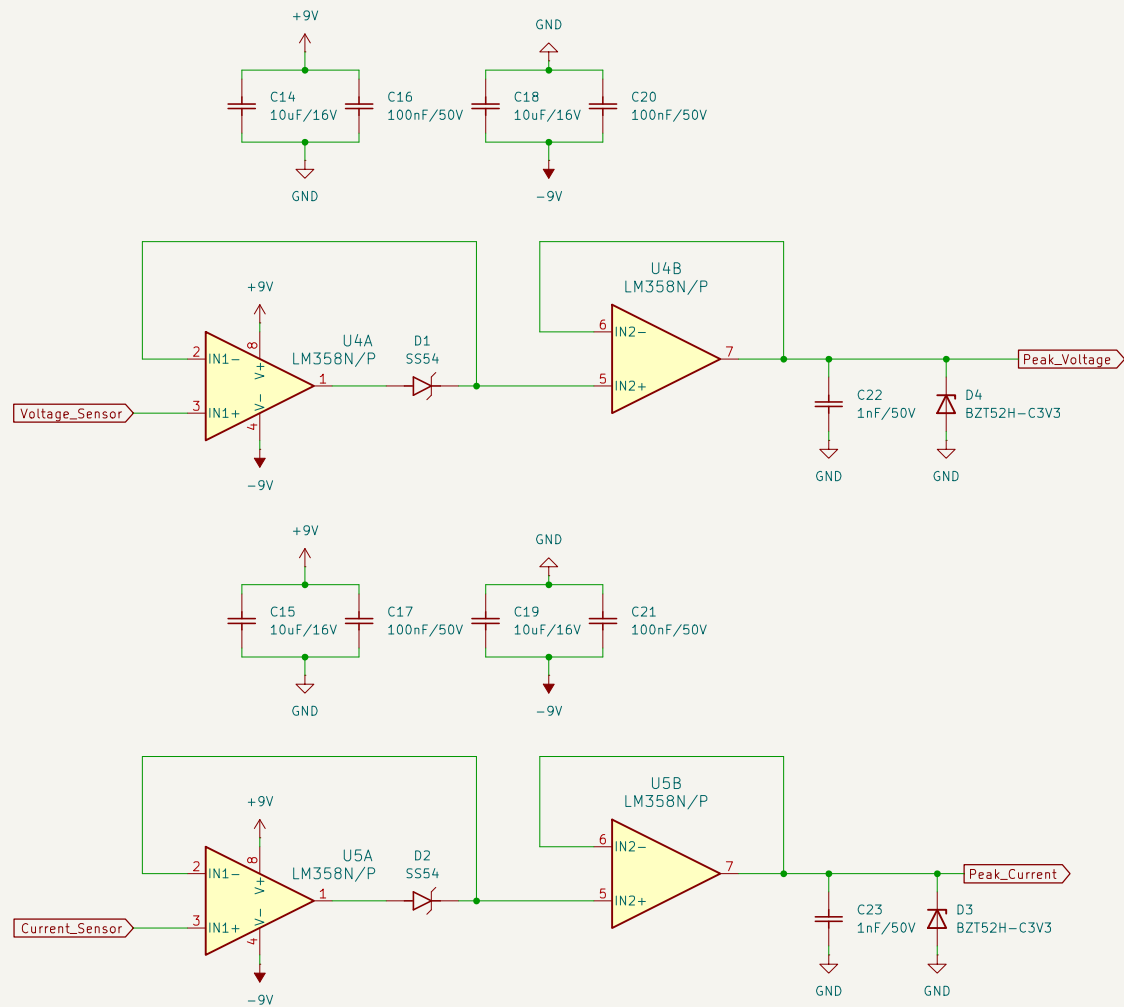 +9V
GND
C14
10uF/16V
C16
100nF/50V
C18
10uF/16V
C20
100nF/50V
GND
-9V
U4B
LM358N/P
+9V
U4A
LM358N/P
D1
SS54
8
V+
2
IN1-
1
3
IN1+
V-
4
Voltage_Sensor
-9V
6
IN2-
7
5
IN2+
Peak_Voltage
C22
1nF/50V
D4
BZT52H-C3V3
GND
GND
+9V
GND
C15
10uF/16V
C17
100nF/50V
C19
10uF/16V
C21
100nF/50V
GND
-9V
U5B
LM358N/P
+9V
U5A
LM358N/P
D2
SS54
8
V+
2
IN1-
1
3
IN1+
V-
4
Current_Sensor
-9V
6
IN2-
7
5
IN2+
Peak_Current
C23
1nF/50V
D3
BZT52H-C3V3
GND
GND